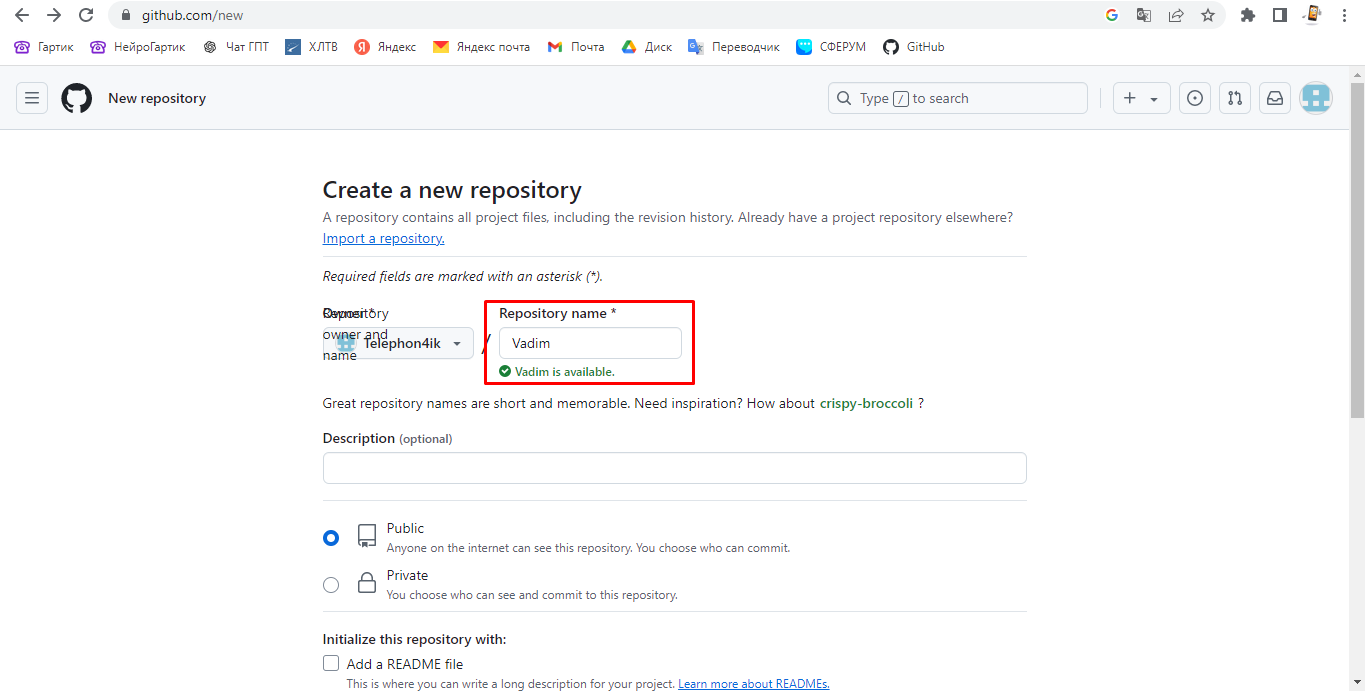 github.com/new
Гартик НейроГартик Чат ГПТ ХЛТВ Яндекс Яндекс почта Почта Диск Переводчик СФЕРУМ GitHub
New repository
Type / to search
Create a new repository
A repository contains all project files, including the revision history. Already have a project repository elsewhere?
Import a repository.
Required fields are marked with an asterisk (*).
Owner *
Repository owner and name
Telephon4ik
/
Repository name *
Vadim
Vadim is available.
Great repository names are short and memorable. Need inspiration? How about crispy-broccoli ?
Description (optional)
Public
Anyone on the internet can see this repository. You choose who can commit.
Private
You choose who can see and commit to this repository.
Initialize this repository with:
Add a README file
This is where you can write a long description for your project. Learn more about READMEs.